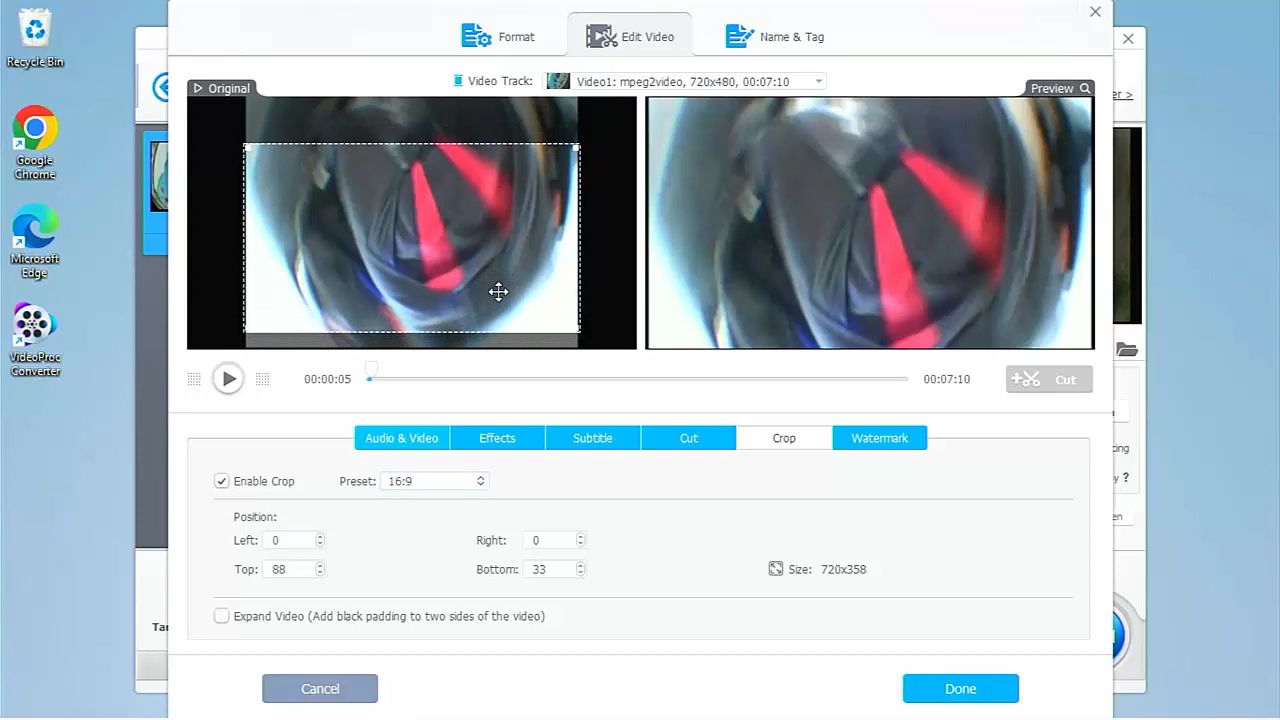 Recycle Bin
Google
Chrome
Microsoft
Edge
VideoProc
Converter
Format
Edit Video
Name & Tag
Video Track:
Video1: mpeg2video, 720x480, 00:07:10
Original
Preview
00:00:05
00:07:10
Cut
Audio & Video
Effects
Subtitle
Cut
Crop
Watermark
Enable Crop
Preset:
16:9
Position:
Left:
0
Right:
0
Top:
88
Bottom:
33
Size:
720x358
Expand Video (Add black padding to two sides of the video)
Cancel
Done